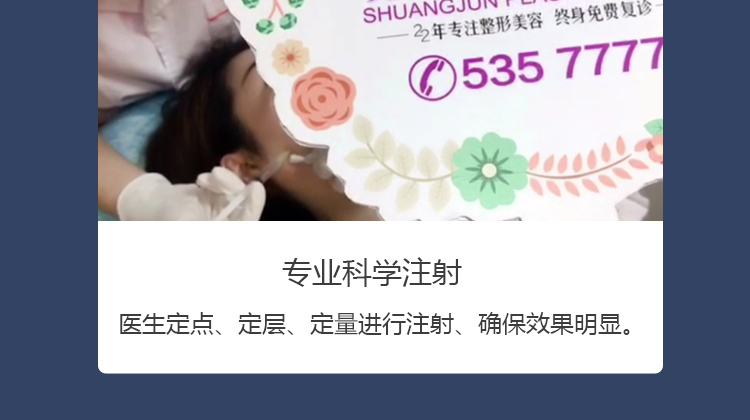 SHUANGJUN PLAS
22年专注整形美容 终身免费复诊
535 7777
专业科学注射
医生定点、定层、定量进行注射、确保效果明显。